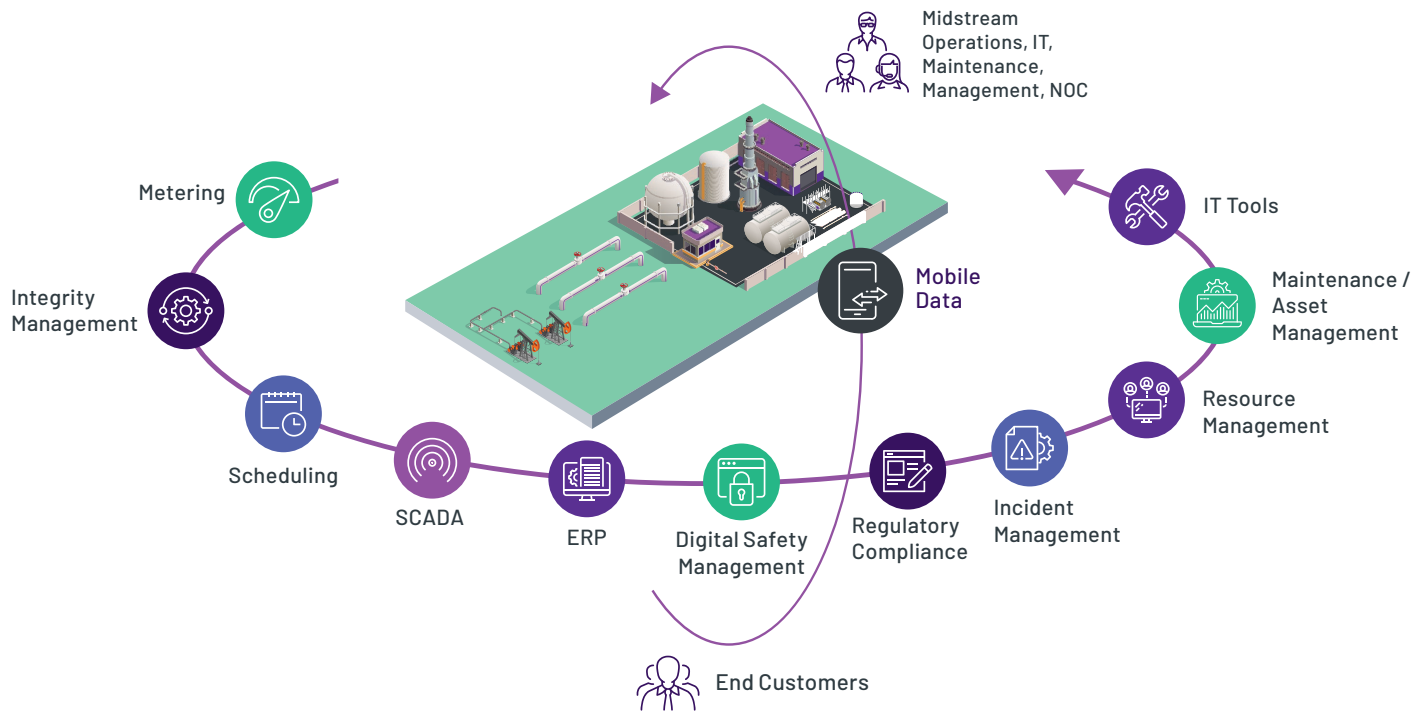 Midstream
Operations, IT,
Maintenance,
Management, NOC
Metering
IT Tools
Integrity
Management
Mobile
Data
Maintenance /
Asset
Management
Scheduling
Resource
Management
SCADA
ERP
Digital Safety
Management
Regulatory
Compliance
Incident
Management
End Customers